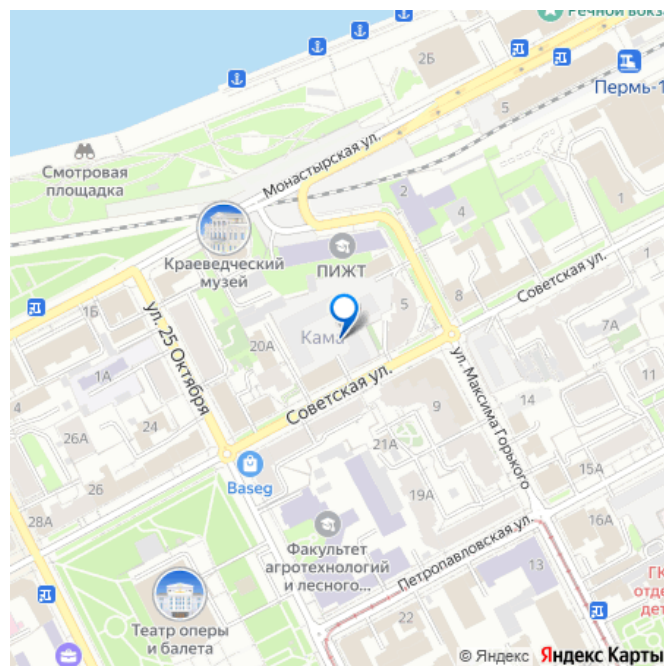 Речной вокза
2Б
Пермь-1
5
Смотровая
площадка
Монастырская ул.
2
4
1
Краеведческий
музей
ПИЖТ
Советская ул.
1Б
ул. 25 Октября
20А
Кама
5
8
7А
1А
Советская ул.
ул. Максима Горького
11
26А
24
9
14
21А
Baseg
26
19А
15А
28А
16А
Факультет
агротехнологий
и лесного...
Петропавловская ул.
13
13
ГК
отде
дет
Театр оперы
и балета
22
© Яндекс Яндекс Карты